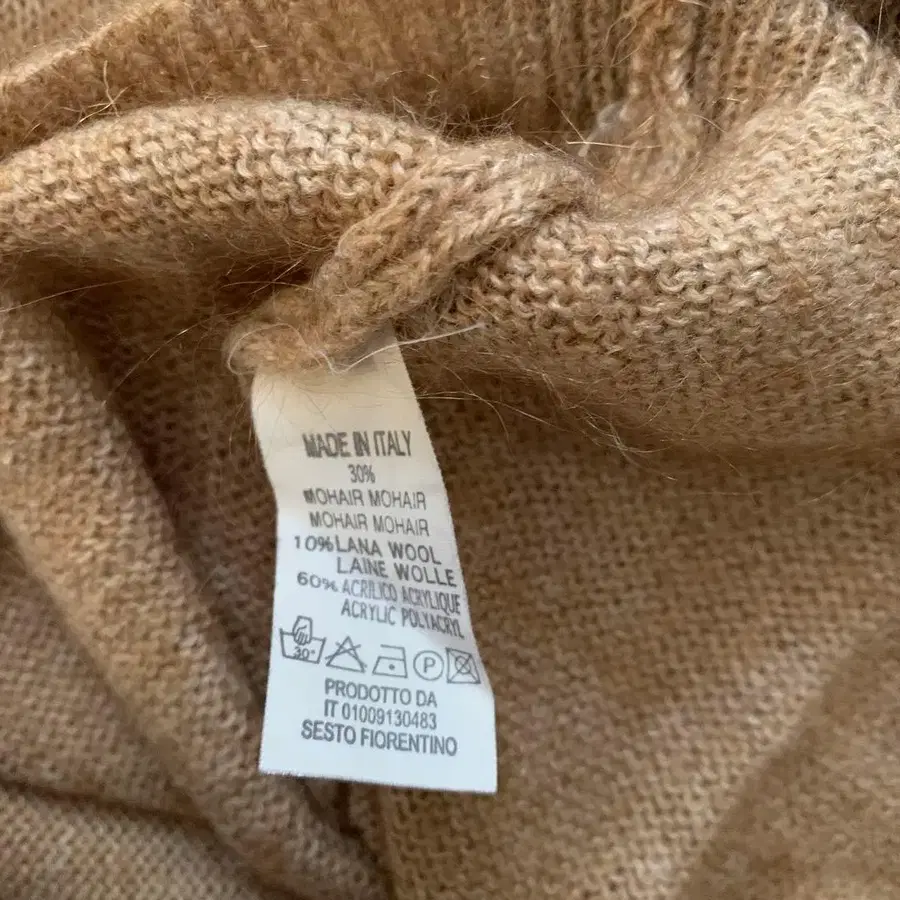 MADE IN ITALY
30%
MOHAIR MOHAIR
MOHAIR MOHAIR
10% LANA WOOL
LAINE WOLLE
60% ACRILICO ACRYLIQUE
ACRYLIC POLYACRYL
30° P
PRODOTTO DA
IT 01009130483
SESTO FIORENTINO